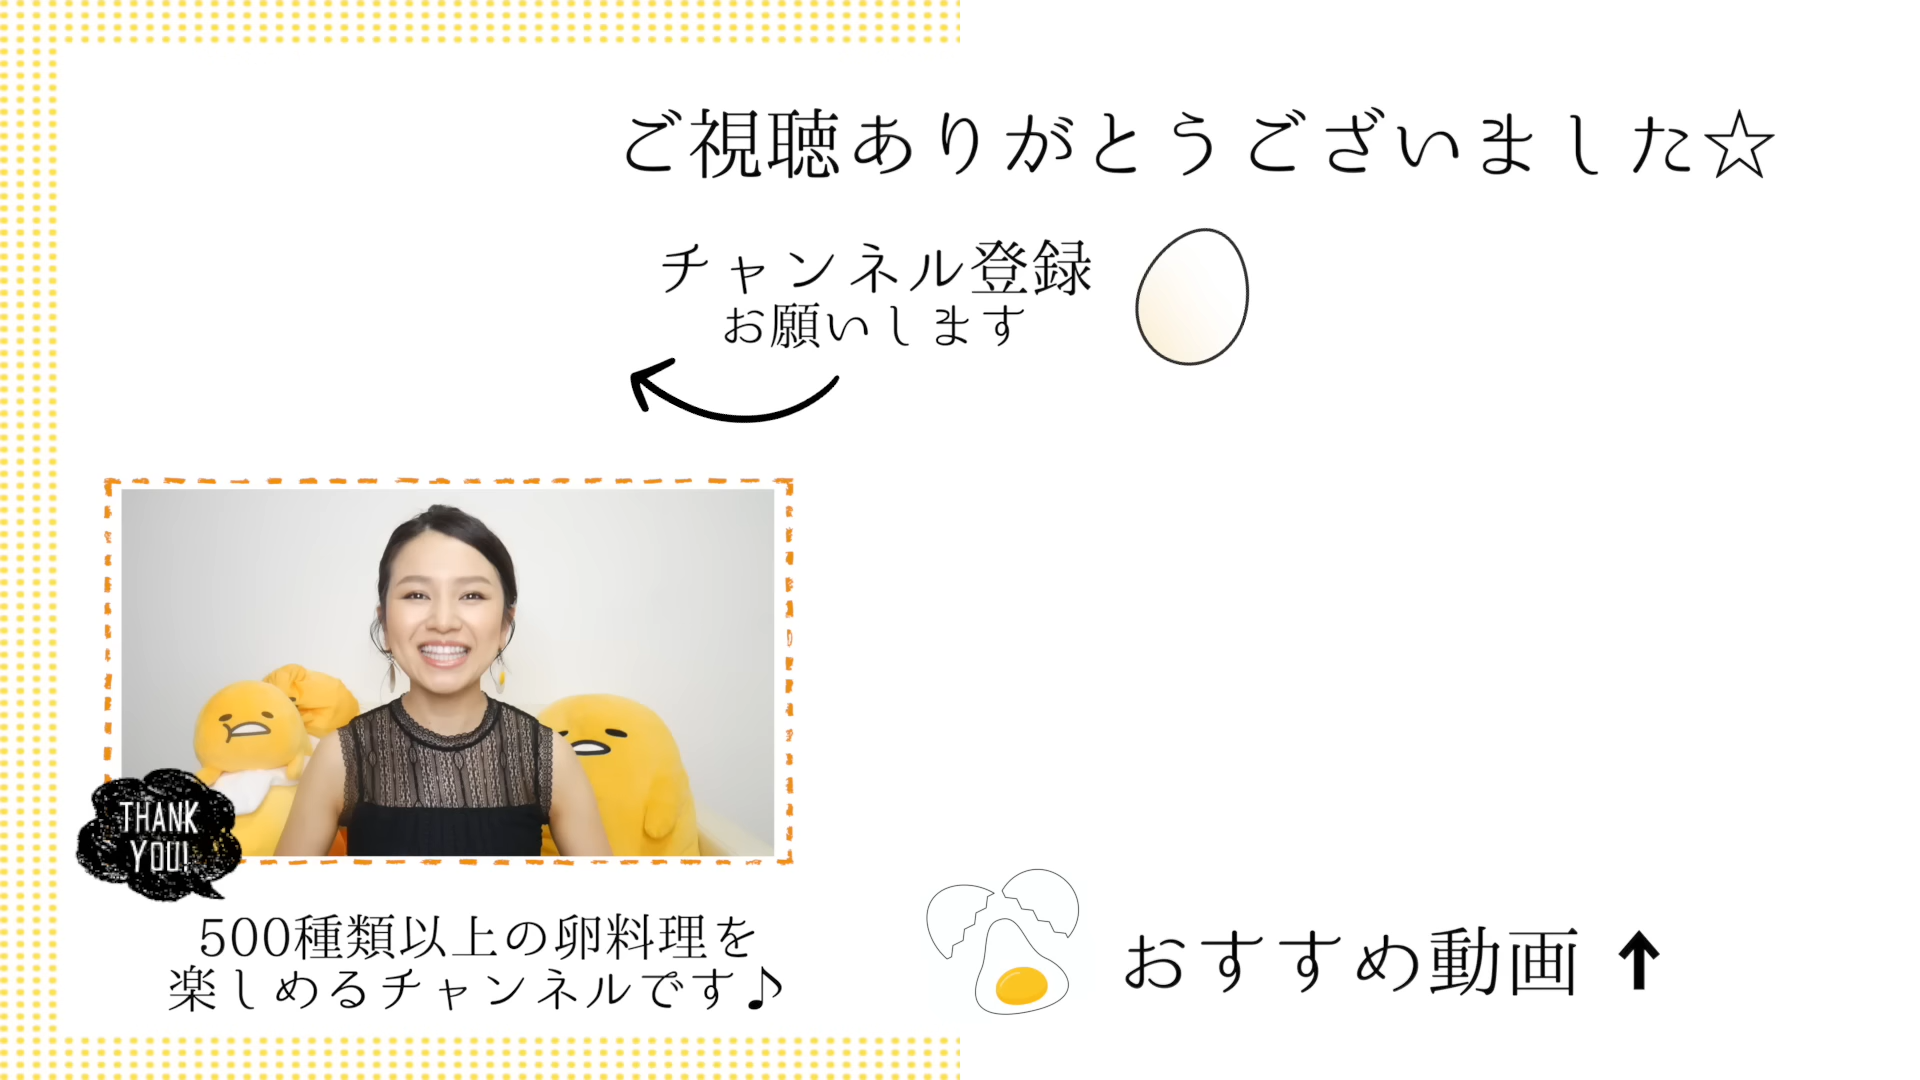 ご視聴ありがとうございました☆
チャンネル登録
お願いします
THANK
YOU!
500種類以上の卵料理を
楽しめるチャンネルです♪
おすすめ動画 ↑